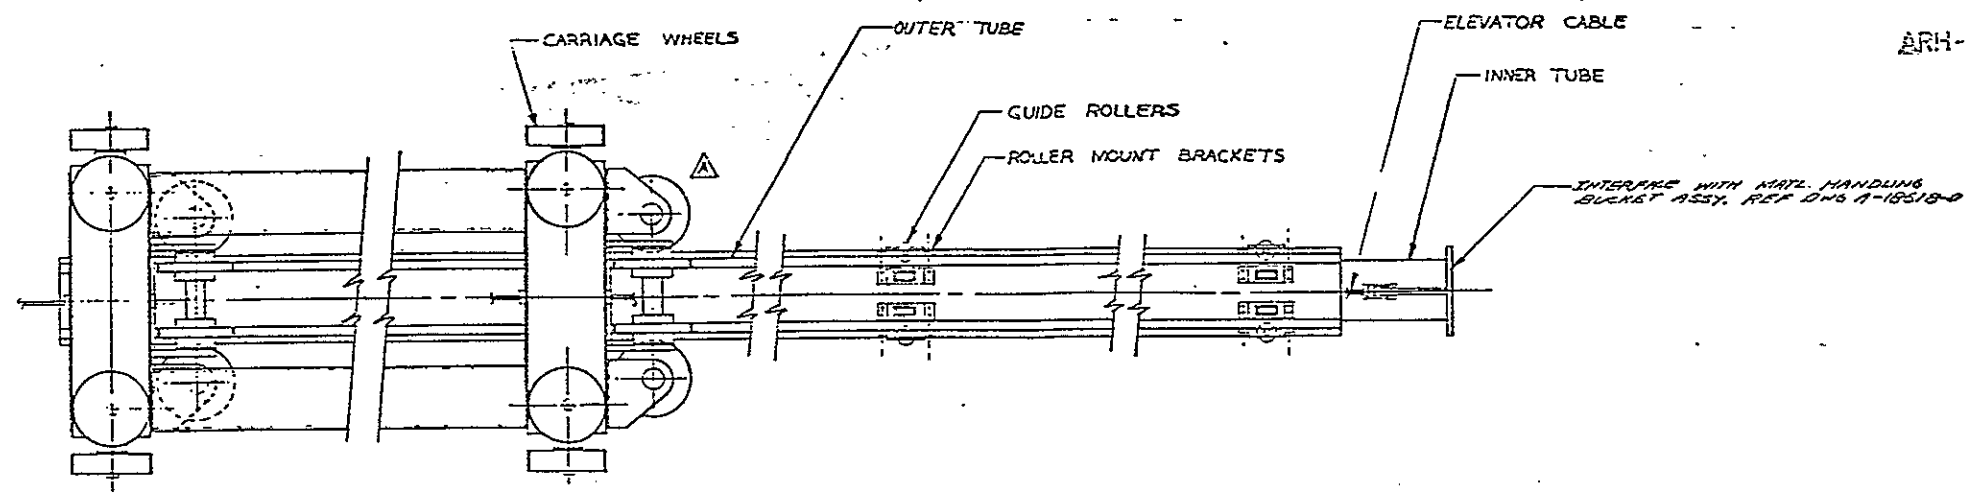 CARRIAGE WHEELS
OUTER TUBE
ELEVATOR CABLE
ARH-
INNER TUBE
GUIDE ROLLERS
ROLLER MOUNT BRACKETS
A
INTERFACE WITH MATL. HANDLING
BUCKET ASSY. REF DWG A-18518-D